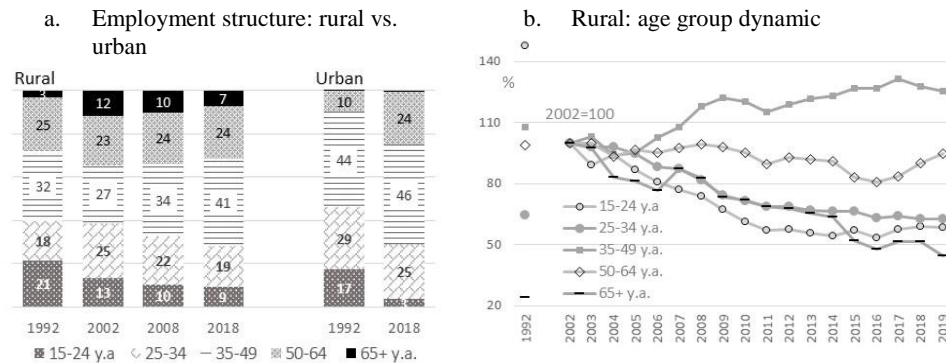 a. Employment structure: rural vs.
urban
b. Rural: age group dynamic
Rural
Urban
3 12 10 7 10
25 23 24 24 24
32 27 34 41 44 46
18 25 22 19 29 25
21 13 10 9 17
1992 2002 2008 2018 1992 2018
15-24 y.a 25-34 35-49 50-64 65+ y.a.
140
%
2002=100
110
80
50
20
15-24 y.a
25-34 y.a.
35-49 y.a.
50-64 y.a.
65+ y.a.
1992 2002 2003 2004 2005 2006 2007 2008 2009 2010 2011 2012 2013 2014 2015 2016 2017 2018 2019